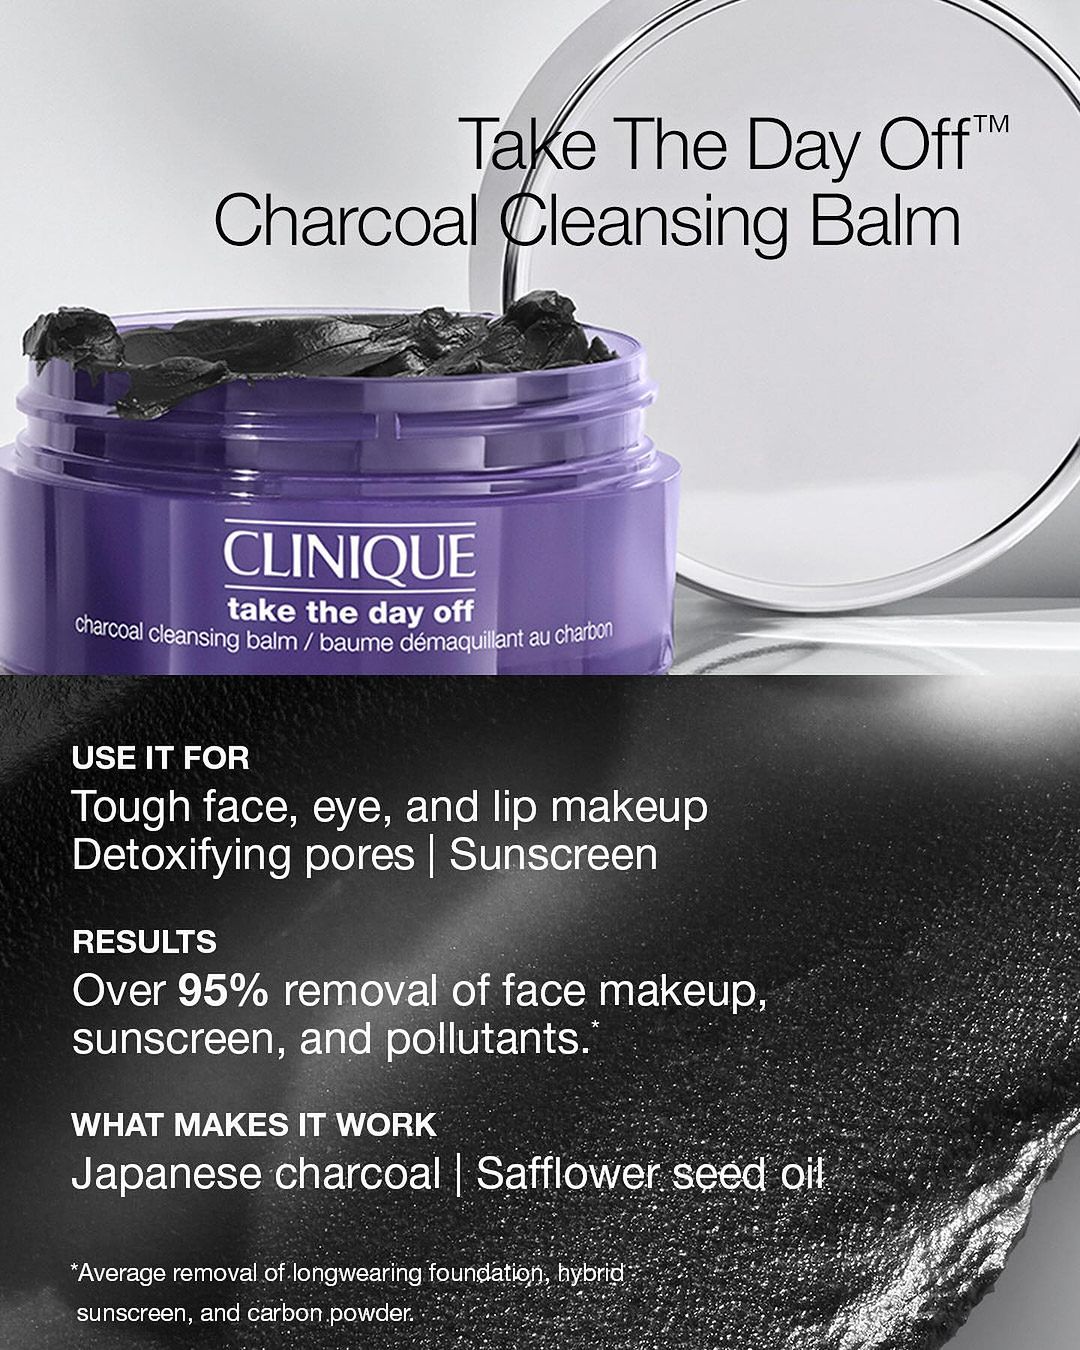 Take The Day Off™
Charcoal Cleansing Balm
CLINIQUE
take the day off
charcoal cleansing balm / baume démaquillant au charbon
USE IT FOR
Tough face, eye, and lip makeup
Detoxifying pores | Sunscreen
RESULTS
Over 95% removal of face makeup,
sunscreen, and pollutants.*
WHAT MAKES IT WORK
Japanese charcoal | Safflower seed oil
*Average removal of longwearing foundation, hybrid
sunscreen, and carbon powder.